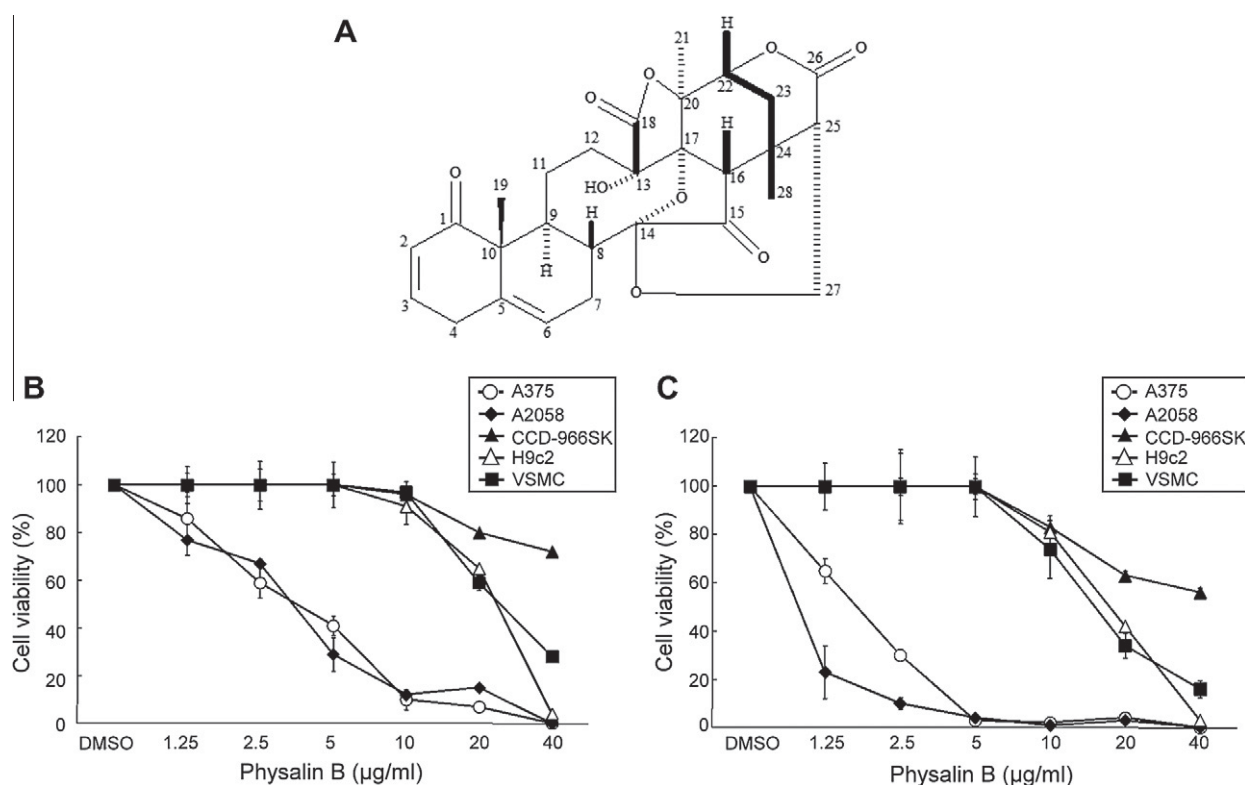 A
21
H
26
O
O
O
O
22
23
20
18
25
12
17
H
24
11
16
O
19
HO
13
O
28
H
15
1
9
14
2
10
8
O
H
O
27
3
5
7
4
6
B
A375
A2058
CCD-966SK
H9c2
VSMC
Cell viability (%)
120
100
80
60
40
20
0
DMSO 1.25 2.5 5 10 20 40
Physalin B (µg/ml)
C
A375
A2058
CCD-966SK
H9c2
VSMC
Cell viability (%)
120
100
80
60
40
20
0
DMSO 1.25 2.5 5 10 20 40
Physalin B (µg/ml)